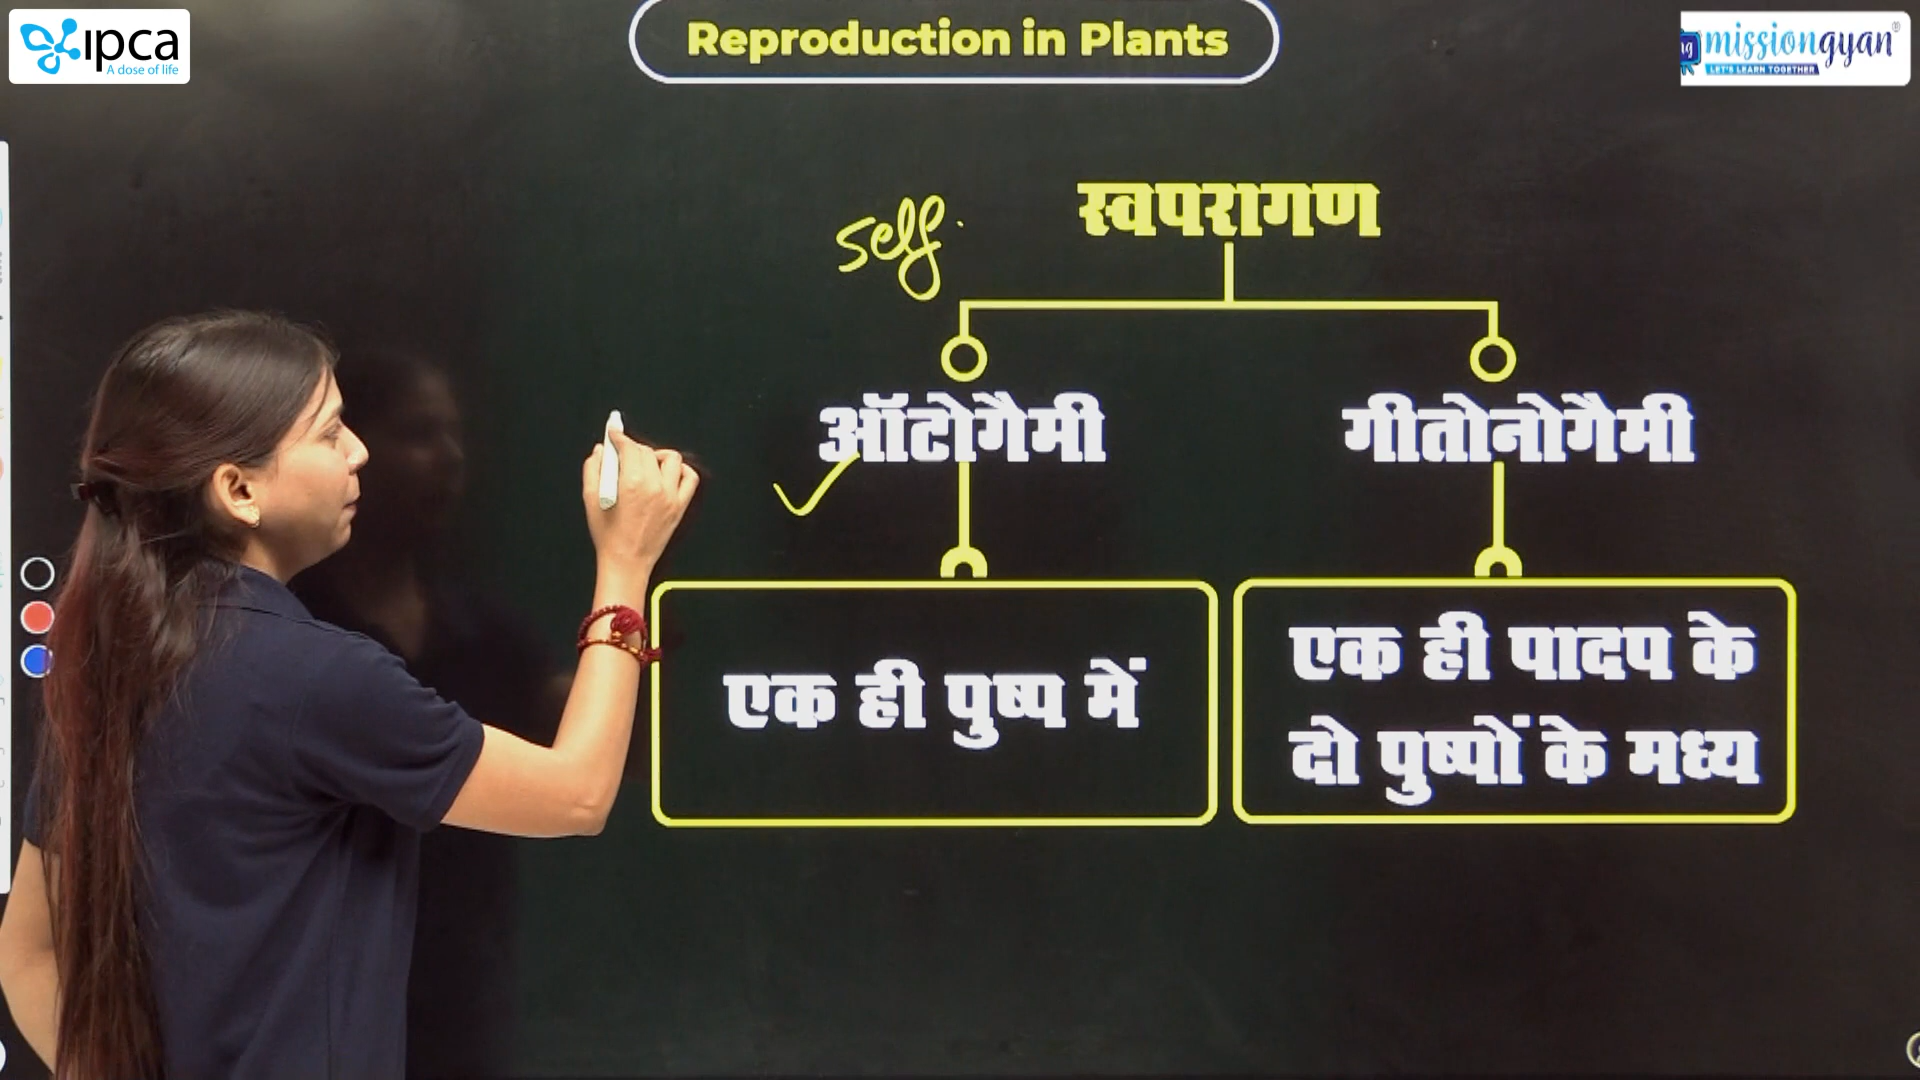 ipca
A dose of life
Reproduction in Plants
missiongyan®
LET'S LEARN TOGETHER
self.
स्वपरागण
ऑटोगैमी
गीतोनोगैमी
एक ही पुष्प में
एक ही पादप के
दो पुष्पों के मध्य